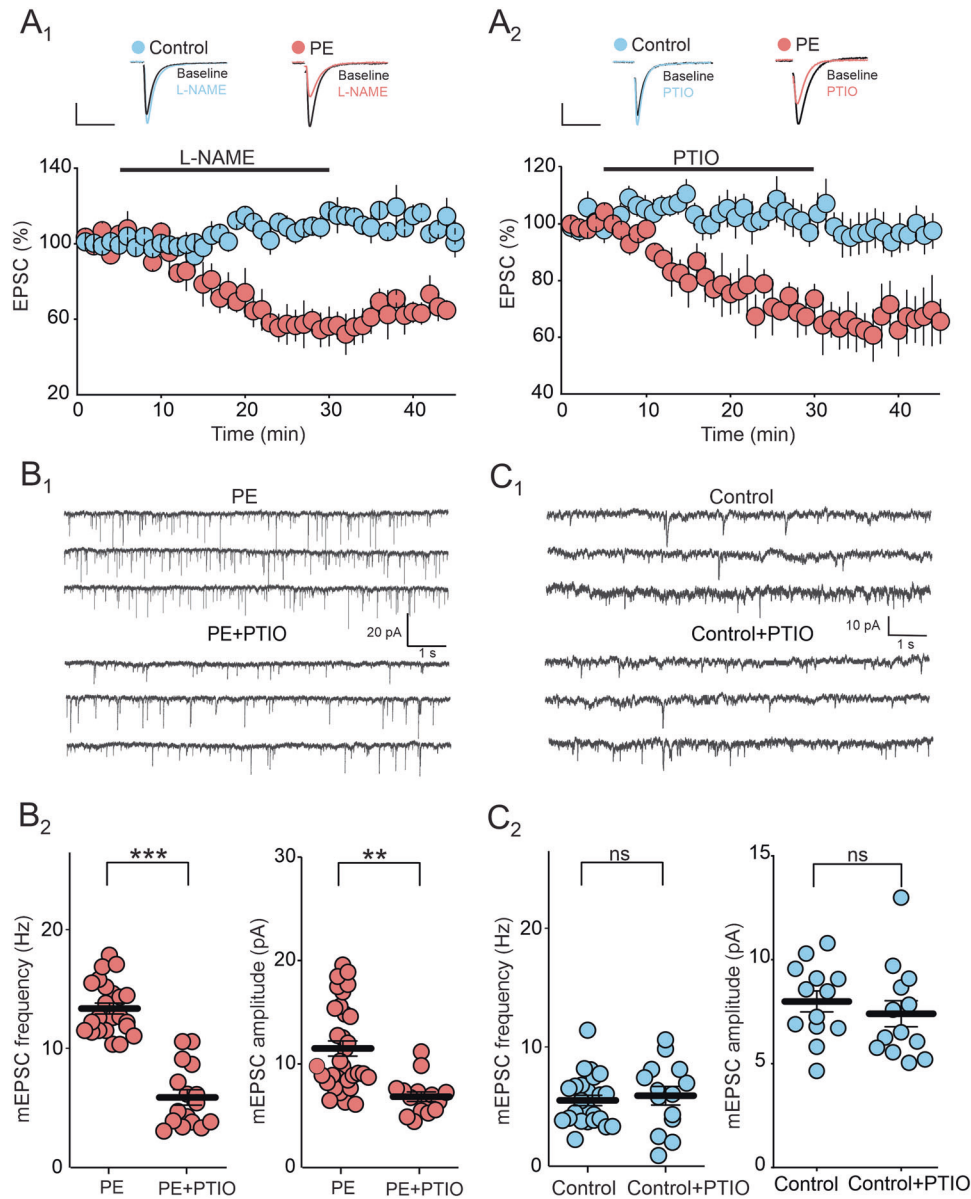 A1
Control
PE
Baseline
L-NAME
Baseline
L-NAME
L-NAME
140
100
60
20
EPSC (%)
0
10
20
30
40
Time (min)
A2
Control
PE
Baseline
PTIO
Baseline
PTIO
PTIO
120
100
80
60
40
EPSC (%)
0
10
20
30
40
Time (min)
B1
PE
20 pA
1 s
PE+PTIO
C1
Control
10 pA
1 s
Control+PTIO
B2
***
20
10
0
mEPSC frequency (Hz)
PE
PE+PTIO
**
30
20
10
0
mEPSC amplitude (pA)
PE
PE+PTIO
C2
ns
20
10
0
mEPSC frequency (Hz)
Control
Control+PTIO
ns
15
10
5
0
mEPSC amplitude (pA)
Control
Control+PTIO